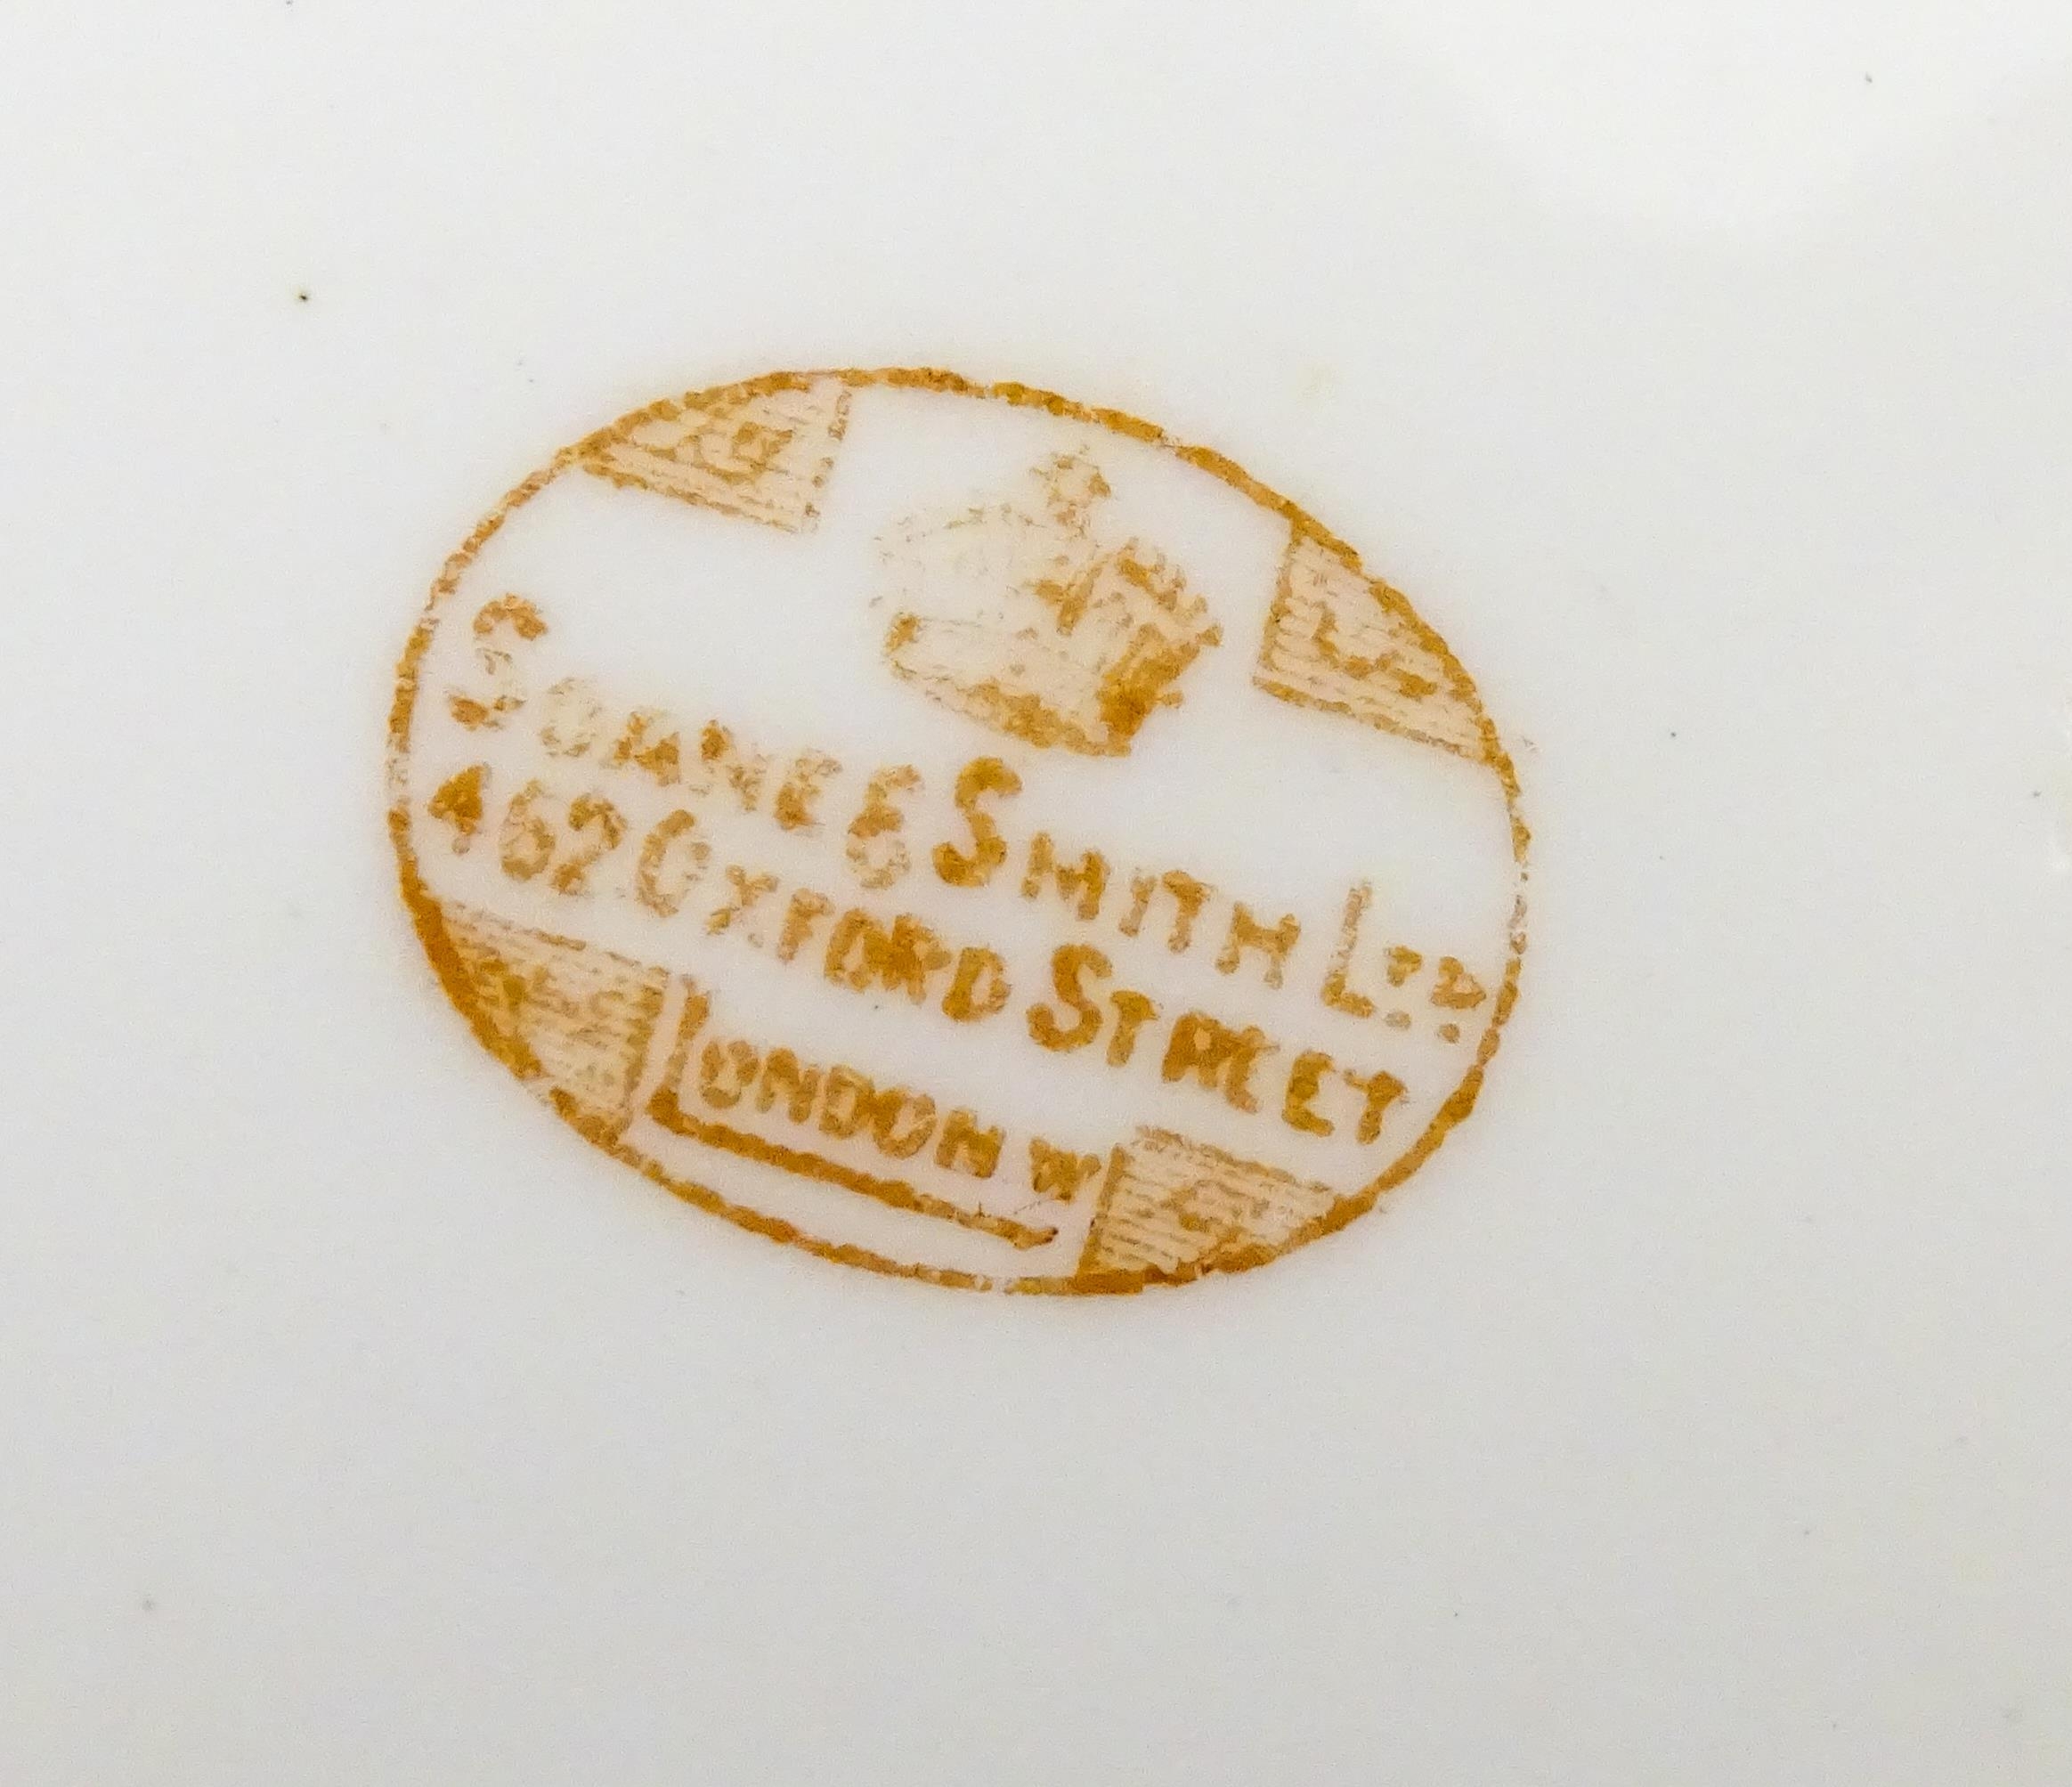 SOANE & SMITH LTD.
462 OXFORD STREET
LONDON W